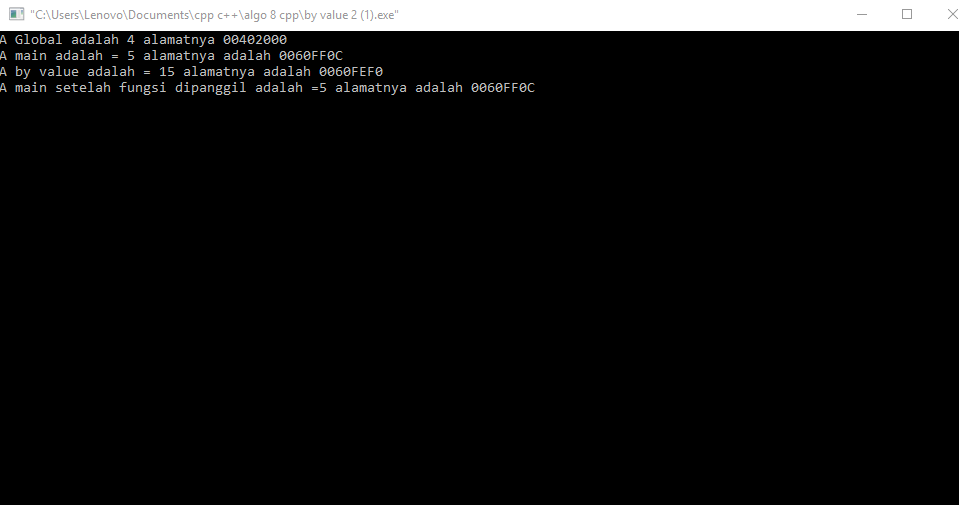 "C:\Users\Lenovo\Documents\cpp c++\algo 8 cpp\by value 2 (1).exe"
A Global adalah 4 alamatnya 00402000
A main adalah = 5 alamatnya adalah 0060FF0C
A by value adalah = 15 alamatnya adalah 0060FEF0
A main setelah fungsi dipanggil adalah =5 alamatnya adalah 0060FF0C